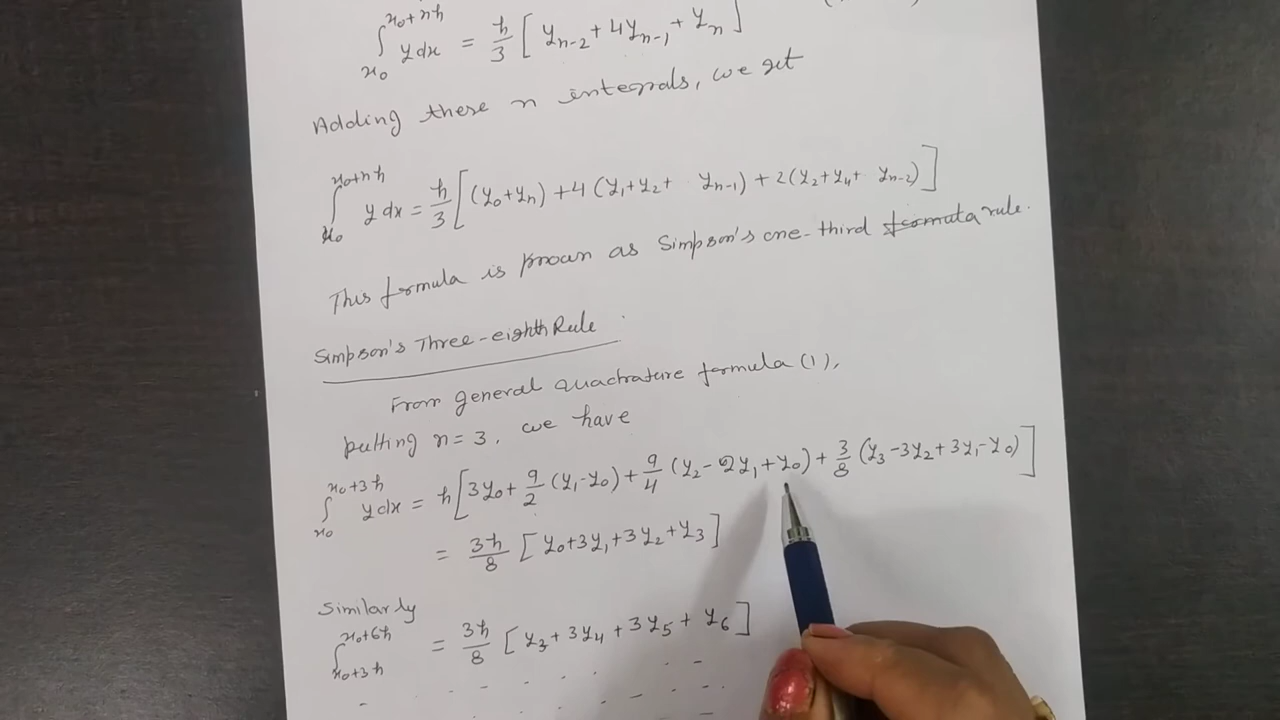 ∫ₓ₀^{x₀+nh} y dx = h/3 [ y_{n-2} + 4y_{n-1} + y_n ]
Adding these n integrals, we get
∫ₓ₀^{x₀+nh} y dx = h/3 [ (y₀+y_n) + 4 (y₁+y₂+ y_{n-1}) + 2(y₂+y₄+ y_{n-2}) ]
This formula is known as Simpson's one-third formula rule.
Simpson's Three-eighth Rule
From general quadrature formula (1),
putting n=3, we have
∫ₓ₀^{x₀+3h} y dx = h [ 3y₀ + 9/2 (y₁-y₀) + 9/4 (y₂-2y₁+y₀) + 3/8 (y₃-3y₂+3y₁-y₀) ]
= 3h/8 [ y₀+3y₁+3y₂+y₃ ]
Similarly
∫_{x₀+3h}^{x₀+6h} = 3h/8 [ y₃+3y₄+3y₅+y₆ ]